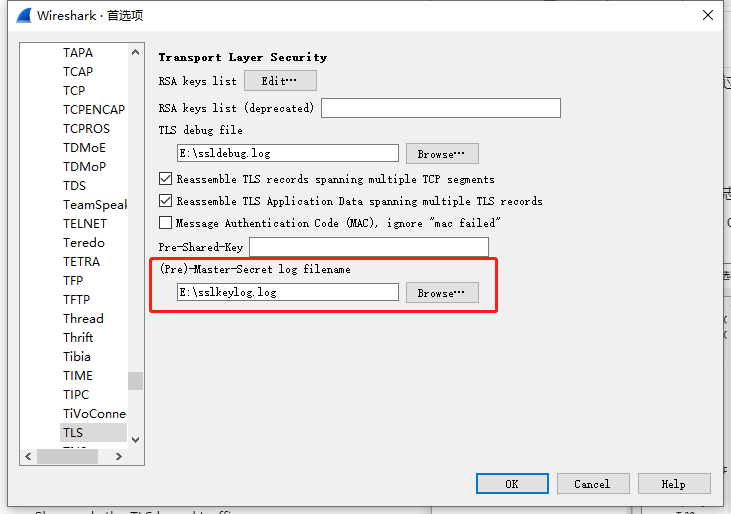 Wireshark · 首选项
TAPA
TCAP
TCP
TCPENCAP
TCPROS
TDMoE
TDMoP
TDS
TeamSpeak
TELNET
Teredo
TETRA
TFP
TFTP
Thread
Thrift
Tibia
TIME
TIPC
TiVoConne
TLS
Transport Layer Security
RSA keys list Edit…
RSA keys list (deprecated)
TLS debug file
E:\ssldebug.log Browse…
Reassemble TLS records spanning multiple TCP segments
Reassemble TLS Application Data spanning multiple TLS records
Message Authentication Code (MAC), ignore "mac failed"
Pre-Shared-Key
(Pre)-Master-Secret log filename
E:\sslkeylog.log Browse…
OK Cancel Help